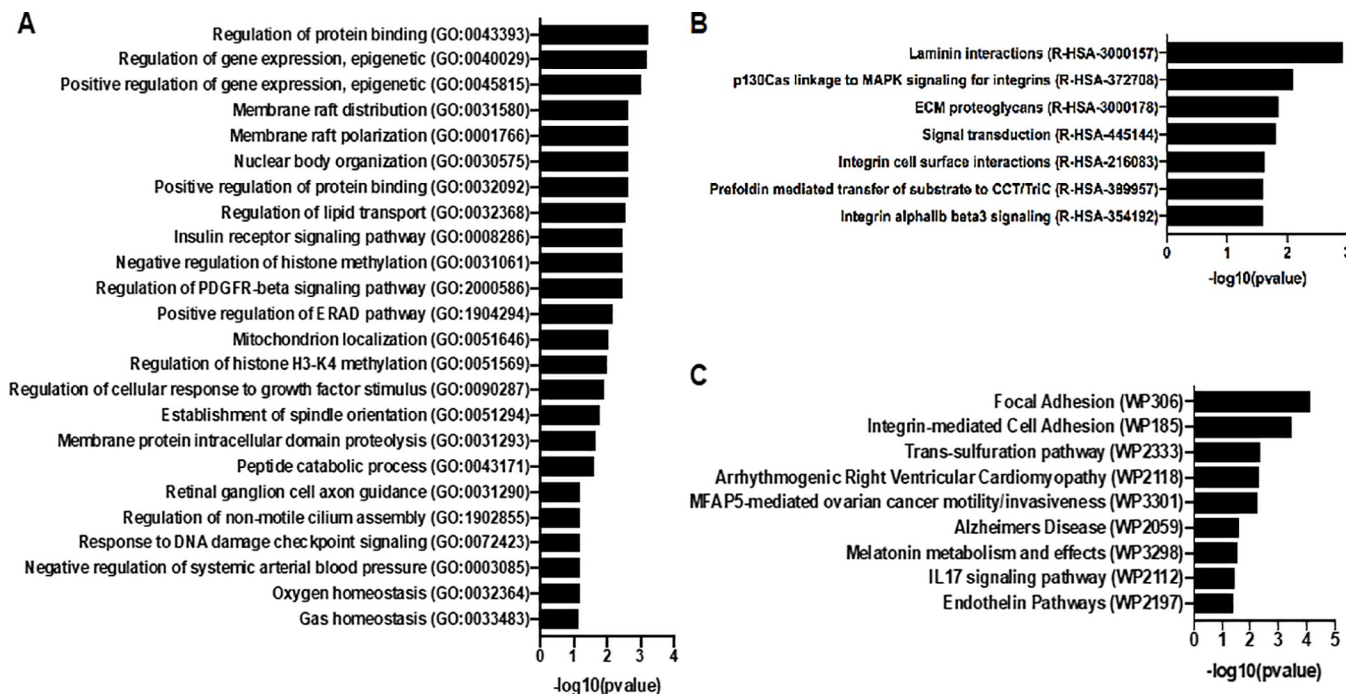 A
Regulation of protein binding (GO:0043393)
Regulation of gene expression, epigenetic (GO:0040029)
Positive regulation of gene expression, epigenetic (GO:0045815)
Membrane raft distribution (GO:0031580)
Membrane raft polarization (GO:0001766)
Nuclear body organization (GO:0030575)
Positive regulation of protein binding (GO:0032092)
Regulation of lipid transport (GO:0032368)
Insulin receptor signaling pathway (GO:0008286)
Negative regulation of histone methylation (GO:0031061)
Regulation of PDGFR-beta signaling pathway (GO:2000586)
Positive regulation of ERAD pathway (GO:1904294)
Mitochondrion localization (GO:0051646)
Regulation of histone H3-K4 methylation (GO:0051569)
Regulation of cellular response to growth factor stimulus (GO:0090287)
Establishment of spindle orientation (GO:0051294)
Membrane protein intracellular domain proteolysis (GO:0031293)
Peptide catabolic process (GO:0043171)
Retinal ganglion cell axon guidance (GO:0031290)
Regulation of non-motile cilium assembly (GO:1902855)
Response to DNA damage checkpoint signaling (GO:0072423)
Negative regulation of systemic arterial blood pressure (GO:0003085)
Oxygen homeostasis (GO:0032364)
Gas homeostasis (GO:0033483)
0 1 2 3 4
-log10(pvalue)
B
Laminin interactions (R-HSA-3000157)
p130Cas linkage to MAPK signaling for integrins (R-HSA-372708)
ECM proteoglycans (R-HSA-3000178)
Signal transduction (R-HSA-445144)
Integrin cell surface interactions (R-HSA-216083)
Prefoldin mediated transfer of substrate to CCT/TriC (R-HSA-389957)
Integrin alphaIIb beta3 signaling (R-HSA-354192)
0 1 2 3
-log10(pvalue)
C
Focal Adhesion (WP306)
Integrin-mediated Cell Adhesion (WP185)
Trans-sulfuration pathway (WP2333)
Arrhythmogenic Right Ventricular Cardiomyopathy (WP2118)
MFAP5-mediated ovarian cancer motility/invasiveness (WP3301)
Alzheimers Disease (WP2059)
Melatonin metabolism and effects (WP3298)
IL17 signaling pathway (WP2112)
Endothelin Pathways (WP2197)
0 1 2 3 4 5
-log10(pvalue)